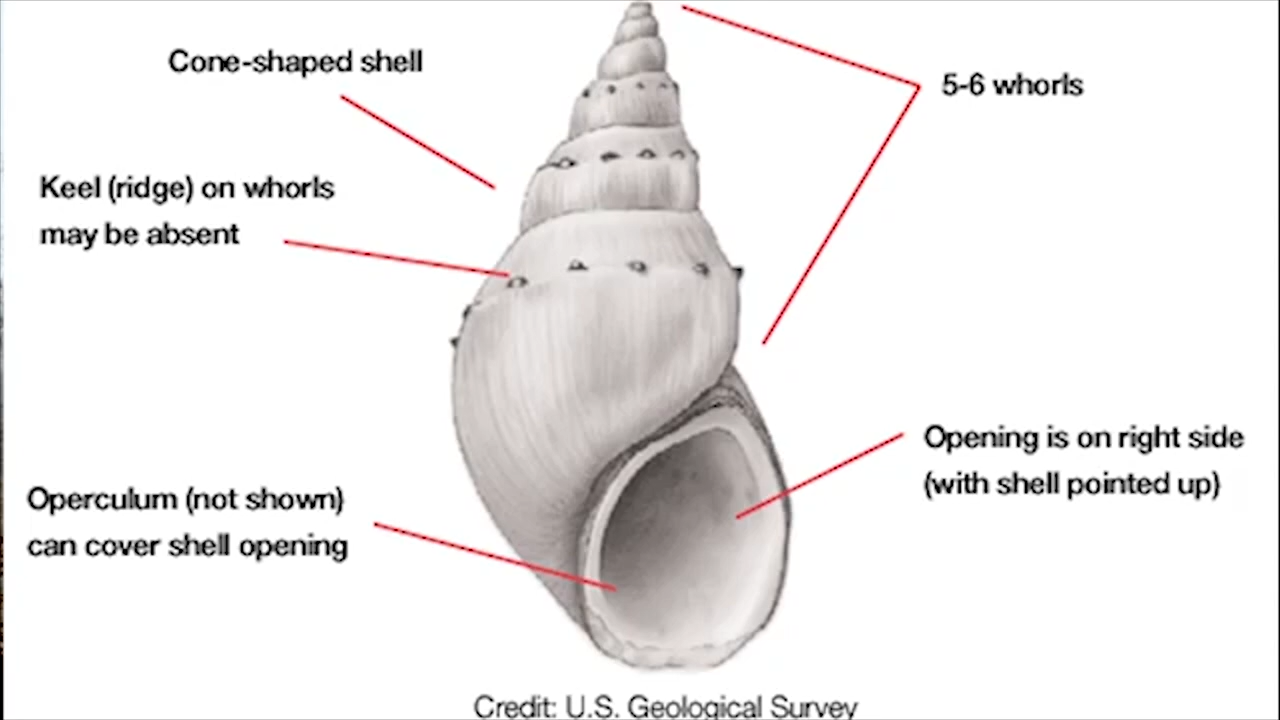 Cone-shaped shell
5-6 whorls
Keel (ridge) on whorls
may be absent
Opening is on right side
(with shell pointed up)
Operculum (not shown)
can cover shell opening
Credit: U.S. Geological Survey